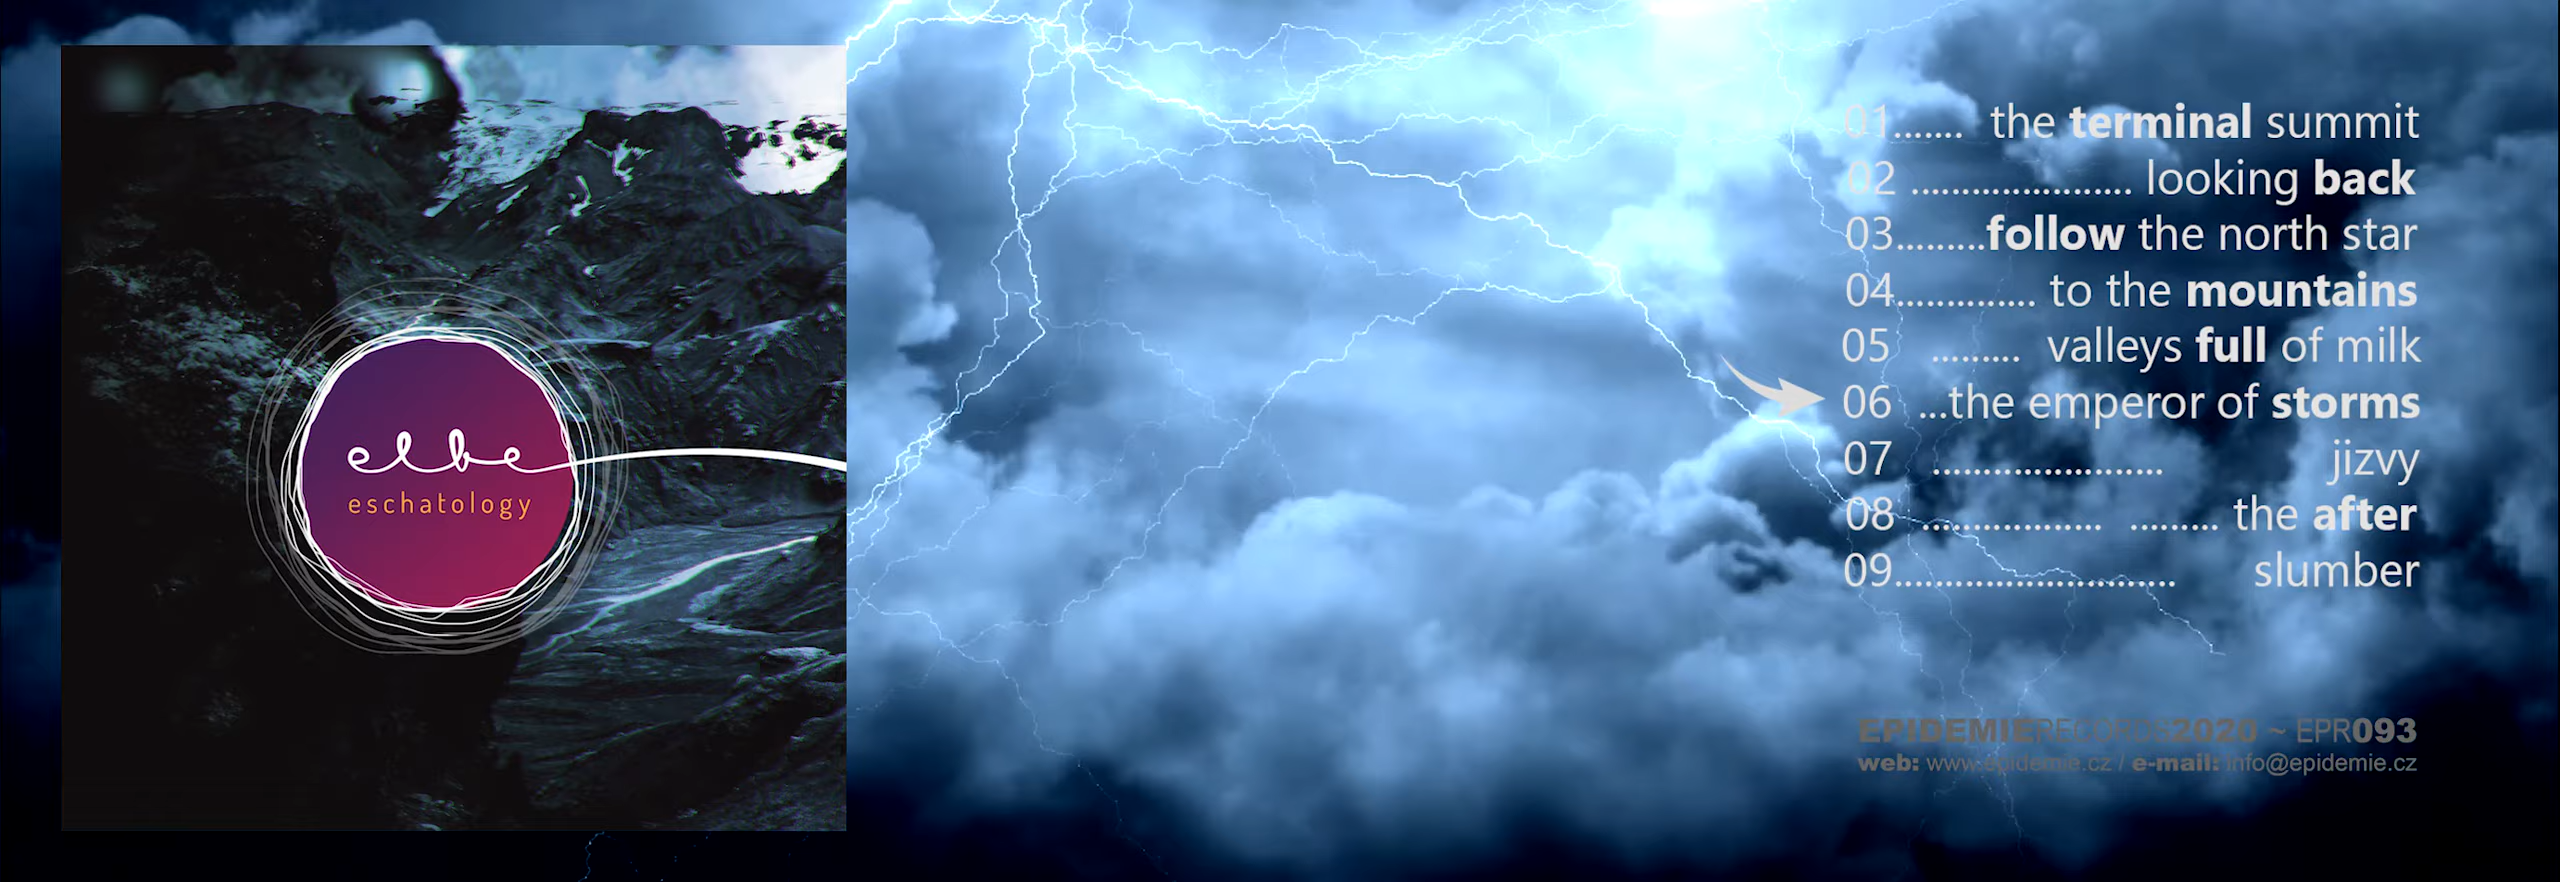 elbe
eschatology
01....... the terminal summit
02 ...................... looking back
03.........follow the north star
04.............. to the mountains
05 ......... valleys full of milk
06 ...the emperor of storms
07 ....................... jizvy
08 .................. ......... the after
09............................ slumber
EPIDEMIERECORDS2020 ~ EPR093
web: www.epidemie.cz / e-mail: info@epidemie.cz